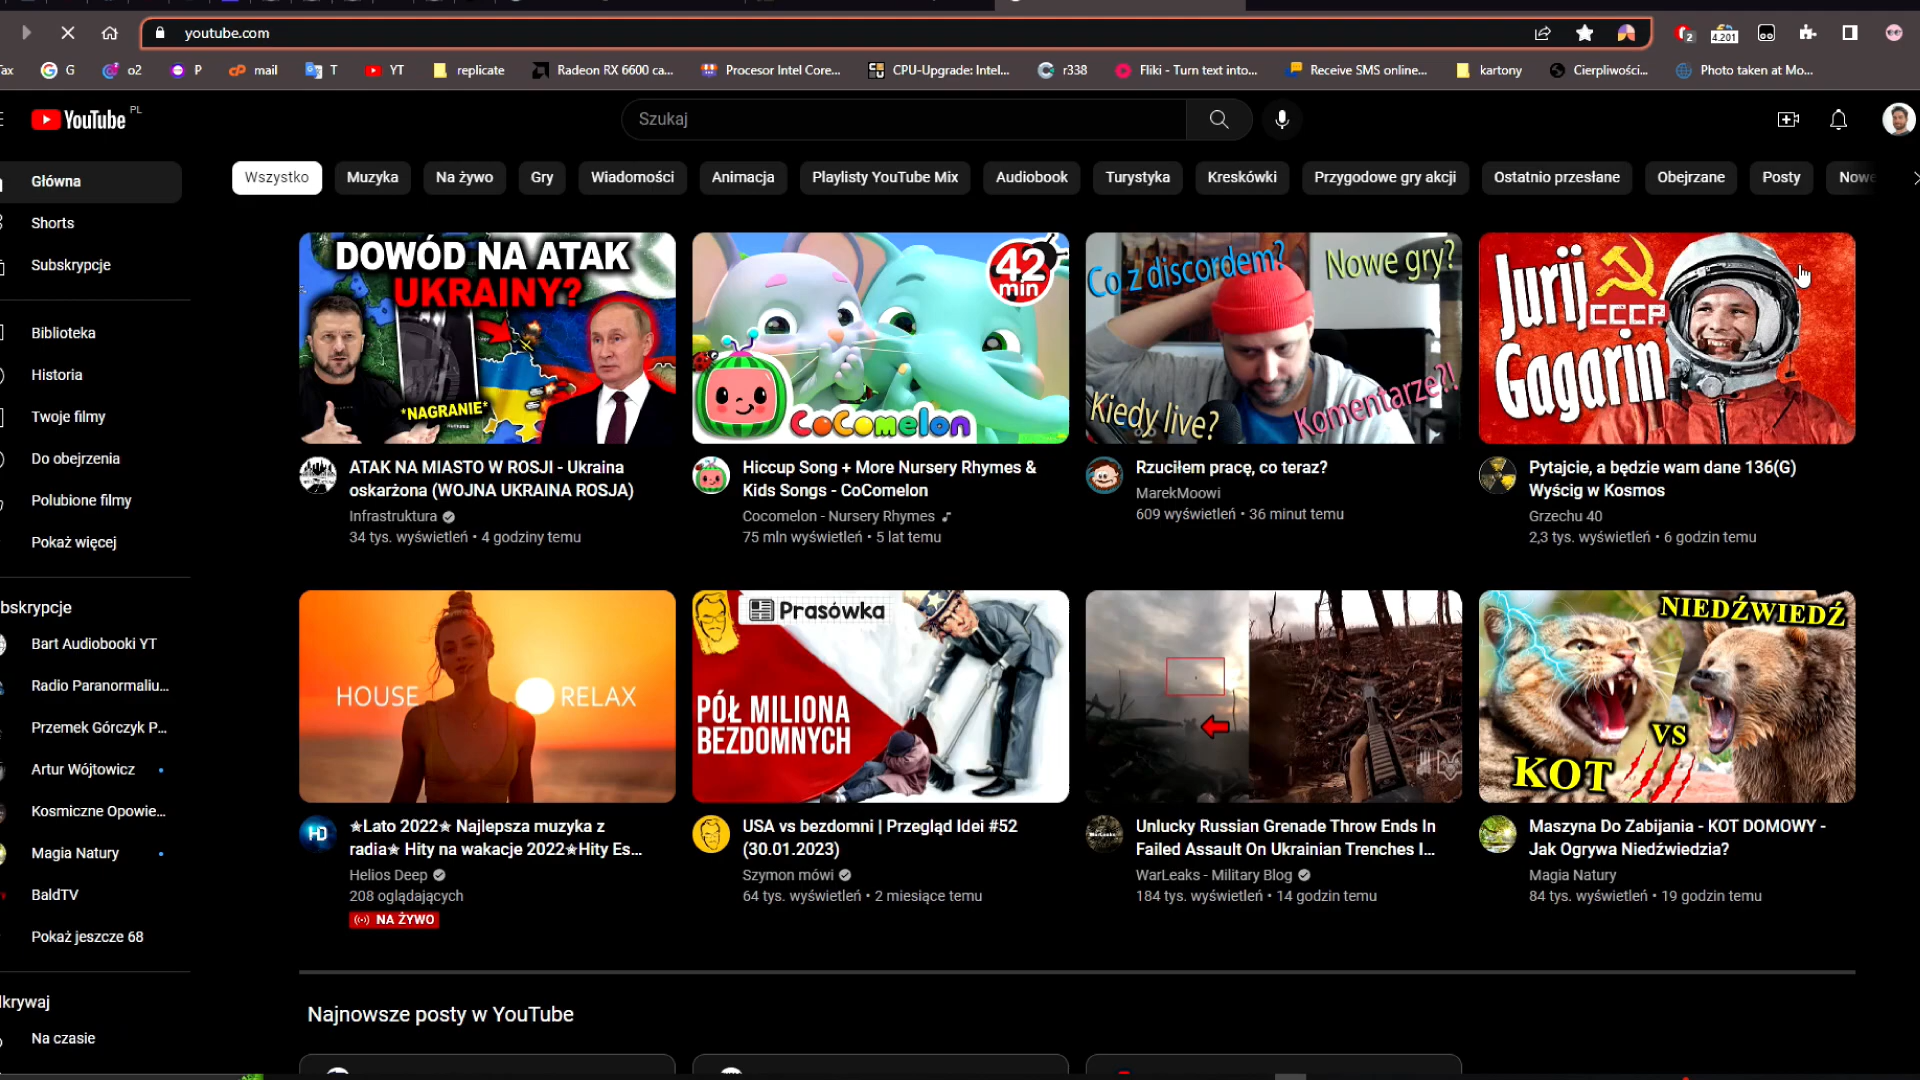 youtube.com
2
4.201
ax
G
o2
P
mail
T
YT
replicate
Radeon RX 6600 ca...
Procesor Intel Core...
CPU-Upgrade: Intel...
r338
Fliki - Turn text into...
Receive SMS online...
kartony
Cierpliwości...
Photo taken at Mo...
YouTube PL
Szukaj
Główna
Shorts
Subskrypcje
Biblioteka
Historia
Twoje filmy
Do obejrzenia
Polubione filmy
Pokaż więcej
bskrypcje
Bart Audiobooki YT
Radio Paranormaliu...
Przemek Górczyk P...
Artur Wójtowicz
Kosmiczne Opowie...
Magia Natury
BaldTV
Pokaż jeszcze 68
dkrywaj
Na czasie
Wszystko
Muzyka
Na żywo
Gry
Wiadomości
Animacja
Playlisty YouTube Mix
Audiobook
Turystyka
Kreskówki
Przygodowe gry akcji
Ostatnio przesłane
Obejrzane
Posty
Nowe
DOWÓD NA ATAK
UKRAINY?
*NAGRANIE*
ATAK NA MIASTO W ROSJI - Ukraina
oskarżona (WOJNA UKRAINA ROSJA)
Infrastruktura
34 tys. wyświetleń • 4 godziny temu
42
min
CoComelon
Hiccup Song + More Nursery Rhymes &
Kids Songs - CoComelon
Cocomelon - Nursery Rhymes
75 mln wyświetleń • 5 lat temu
Co z discordem?
Nowe gry?
Kiedy live?
Komentarze?!
Rzuciłem pracę, co teraz?
MarekMoowi
609 wyświetleń • 36 minut temu
Jurij
CCCP
Gagarin
Pytajcie, a będzie wam dane 136(G)
Wyścig w Kosmos
Grzechu 40
2,3 tys. wyświetleń • 6 godzin temu
HOUSE RELAX
HD
★Lato 2022★ Najlepsza muzyka z
radia★ Hity na wakacje 2022★Hity Es...
Helios Deep
208 oglądających
NA ŻYWO
Prasówka
PÓŁ MILIONA
BEZDOMNYCH
USA vs bezdomni | Przegląd Idei #52
(30.01.2023)
Szymon mówi
64 tys. wyświetleń • 2 miesiące temu
WarLeaks
Unlucky Russian Grenade Throw Ends In
Failed Assault On Ukrainian Trenches I...
WarLeaks - Military Blog
184 tys. wyświetleń • 14 godzin temu
NIEDŹWIEDŹ
VS
KOT
Maszyna Do Zabijania - KOT DOMOWY -
Jak Ogrywa Niedźwiedzia?
Magia Natury
84 tys. wyświetleń • 19 godzin temu
Najnowsze posty w YouTube